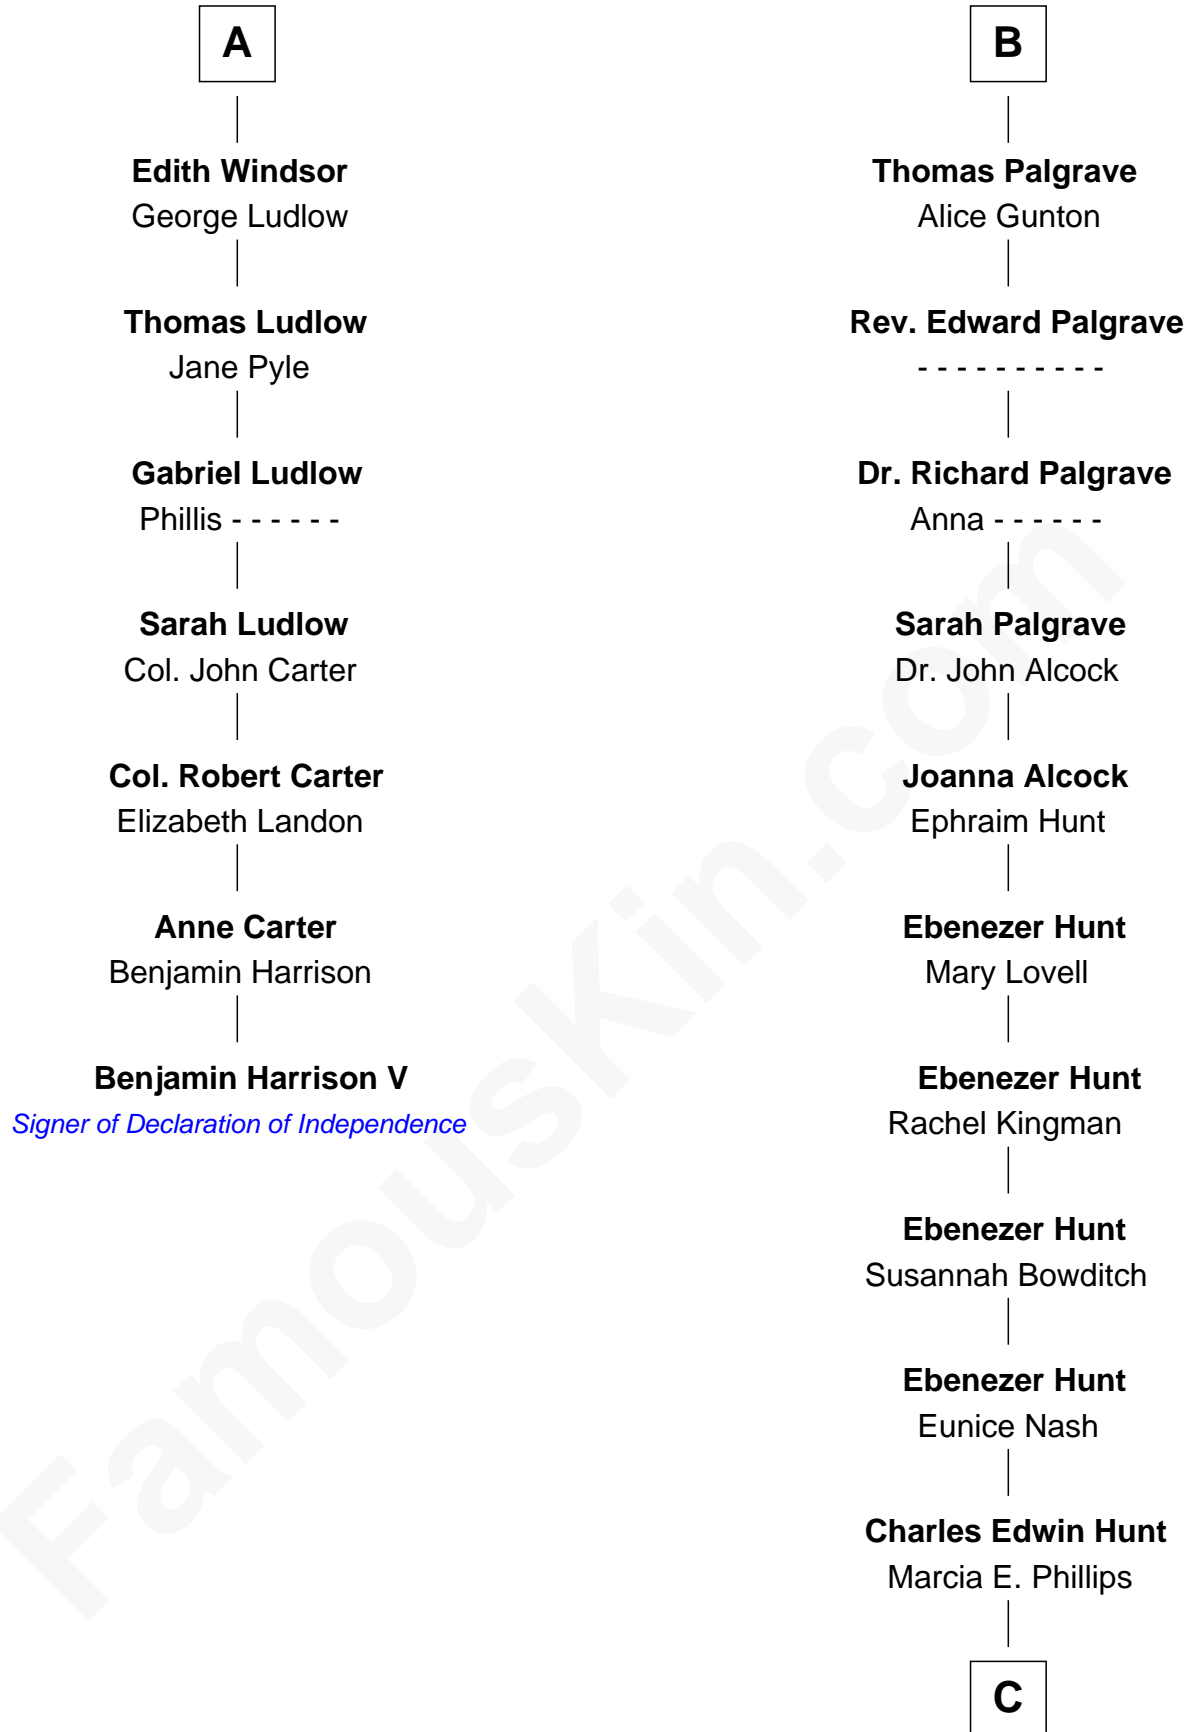 A
Edith Windsor
George Ludlow
Thomas Ludlow
Jane Pyle
Gabriel Ludlow
Phillis - - - - - -
Sarah Ludlow
Col. John Carter
Col. Robert Carter
Elizabeth Landon
Anne Carter
Benjamin Harrison
Benjamin Harrison V
Signer of Declaration of Independence
B
Thomas Palgrave
Alice Gunton
Rev. Edward Palgrave
- - - - - - - - - -
Dr. Richard Palgrave
Anna - - - - - -
Sarah Palgrave
Dr. John Alcock
Joanna Alcock
Ephraim Hunt
Ebenezer Hunt
Mary Lovell
Ebenezer Hunt
Rachel Kingman
Ebenezer Hunt
Susannah Bowditch
Ebenezer Hunt
Eunice Nash
Charles Edwin Hunt
Marcia E. Phillips
C
FamousKin.com